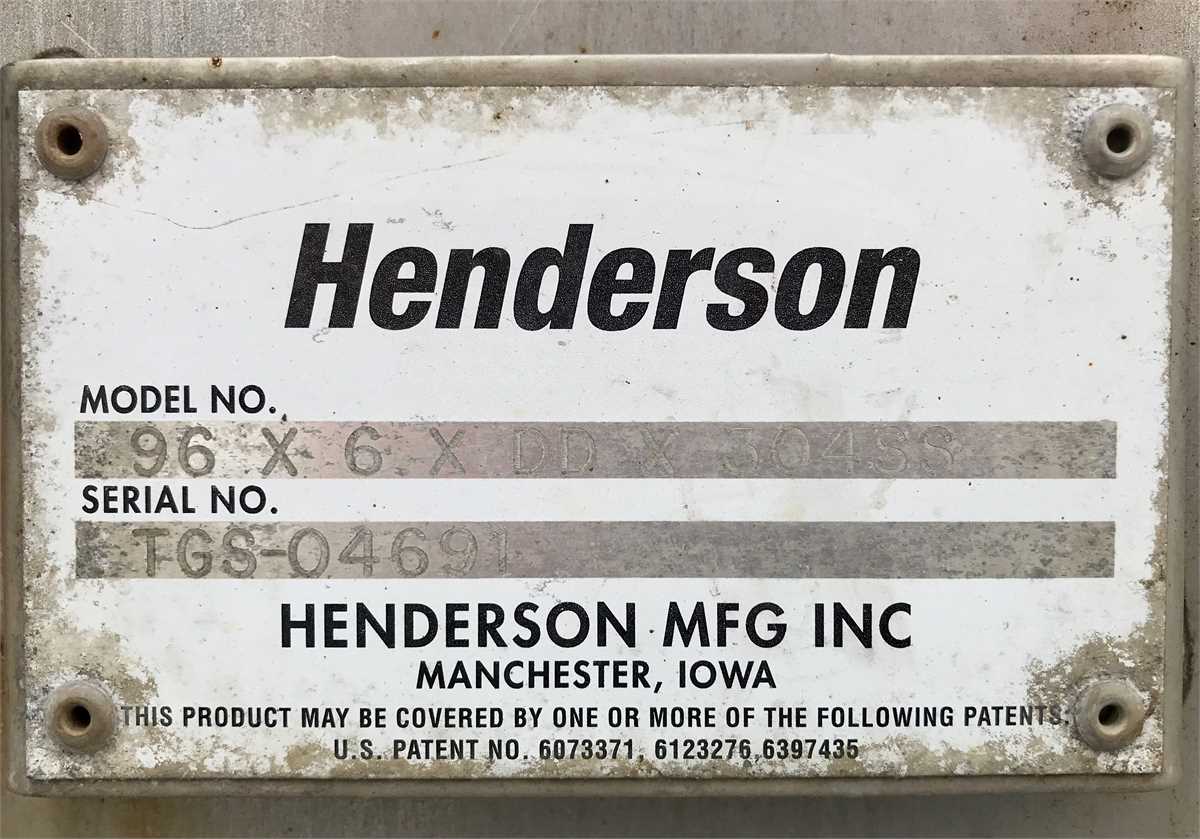 Henderson
MODEL NO.
96 X 6 X DD X 304SS
SERIAL NO.
TGS-04691
HENDERSON MFG INC
MANCHESTER, IOWA
THIS PRODUCT MAY BE COVERED BY ONE OR MORE OF THE FOLLOWING PATENTS:
U.S. PATENT NO. 6073371, 6123276,6397435